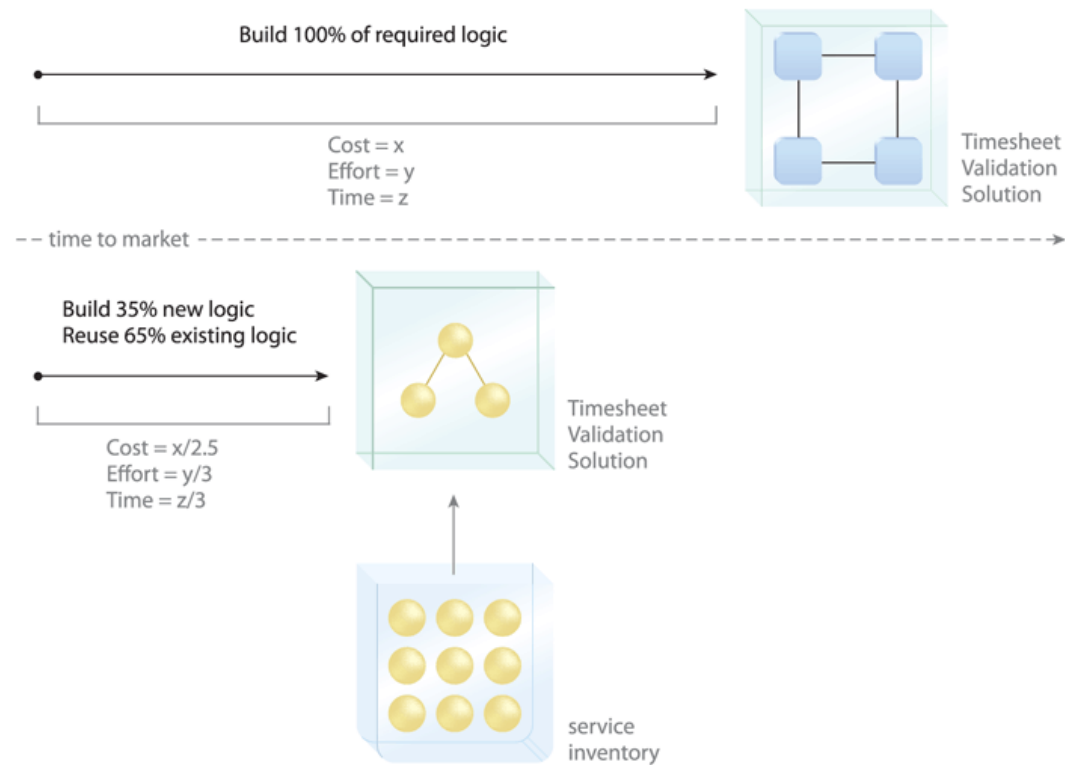 Build 100% of required logic
Cost = x
Effort = y
Time = z
Timesheet
Validation
Solution
time to market
Build 35% new logic
Reuse 65% existing logic
Cost = x/2.5
Effort = y/3
Time = z/3
Timesheet
Validation
Solution
service
inventory